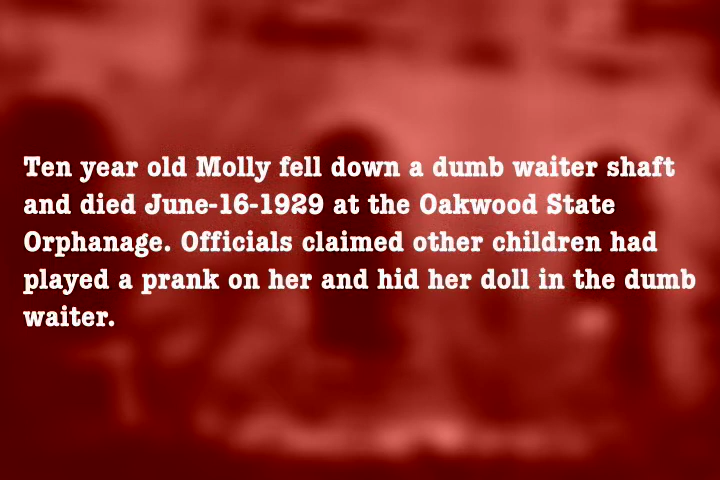 Ten year old Molly fell down a dumb waiter shaft
and died June-16-1929 at the Oakwood State
Orphanage. Officials claimed other children had
played a prank on her and hid her doll in the dumb
waiter.